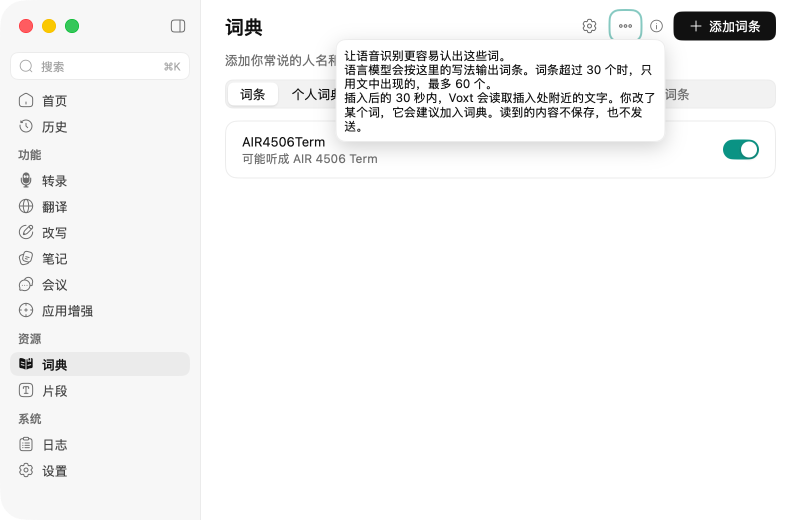 搜索
⌘K
首页
历史
功能
转录
翻译
改写
笔记
会议
应用增强
资源
词典
片段
系统
日志
设置
词典
添加词条
添加你常说的人名和
让语音识别更容易认出这些词。
语言模型会按这里的写法输出词条。词条超过 30 个时，只
用文中出现的，最多 60 个。
插入后的 30 秒内，Voxt 会读取插入处附近的文字。你改了
某个词，它会建议加入词典。读到的内容不保存，也不发
送。
词条
个人词典
词条
AIR4506Term
可能听成 AIR 4506 Term